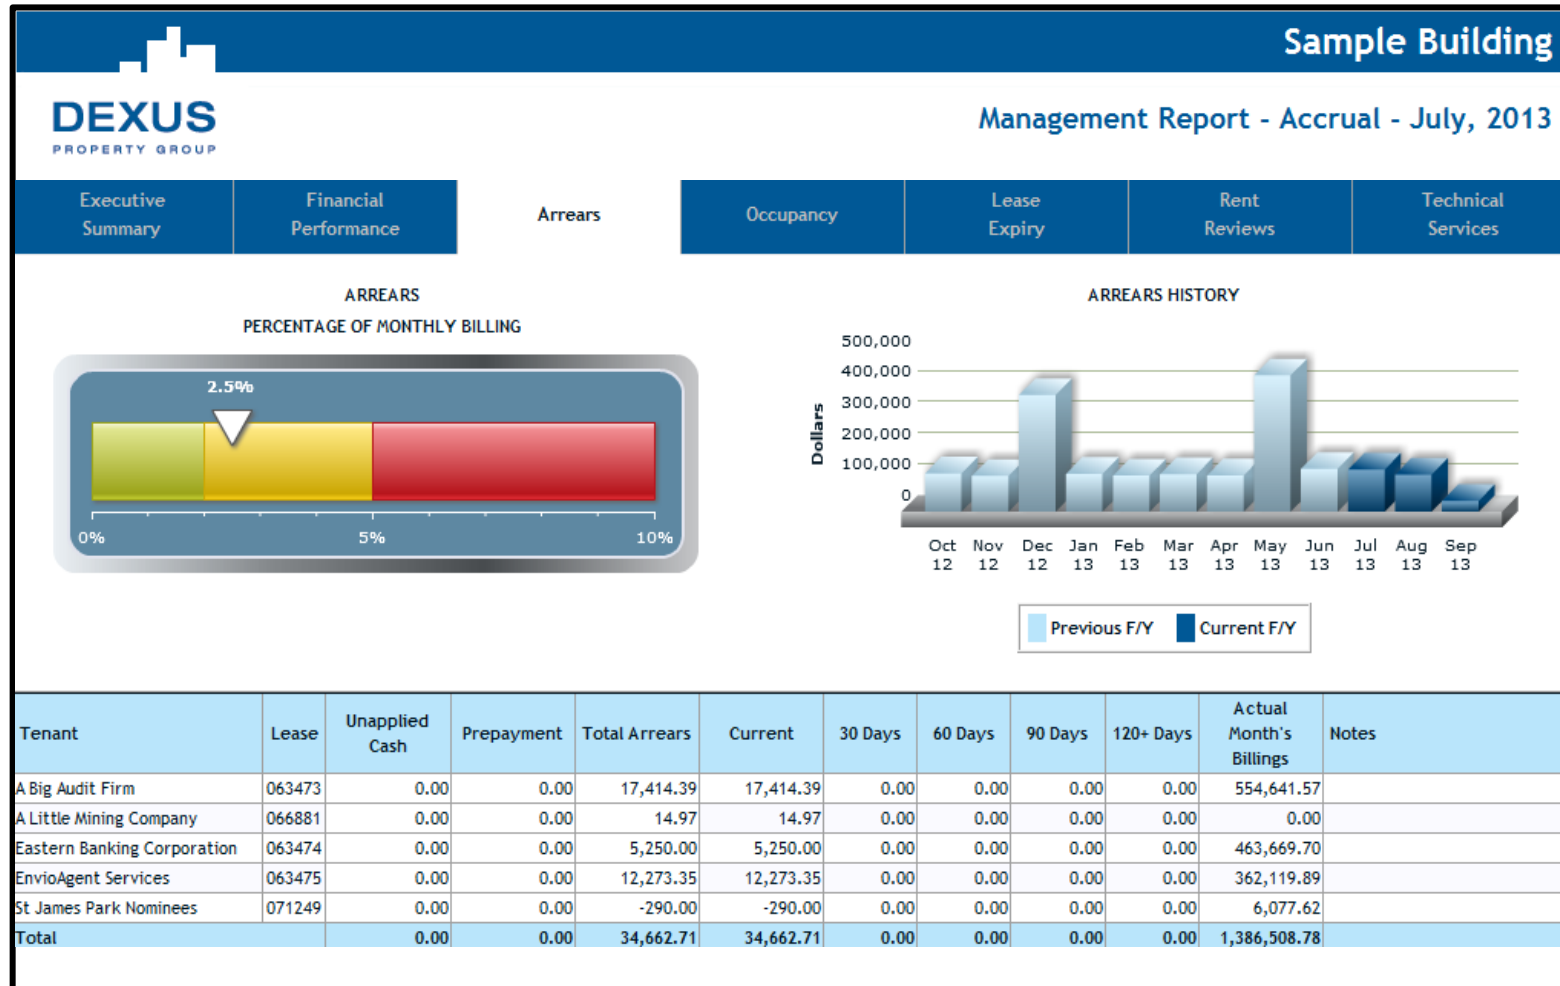 Sample Building
DEXUS
PROPERTY GROUP
Management Report - Accrual - July, 2013
Executive Summary
Financial Performance
Arrears
Occupancy
Lease Expiry
Rent Reviews
Technical Services
ARREARS
PERCENTAGE OF MONTHLY BILLING
2.5%
0% 5% 10%
ARREARS HISTORY
Dollars
500,000
400,000
300,000
200,000
100,000
0
Oct Nov Dec Jan Feb Mar Apr May Jun Jul Aug Sep
12 12 12 13 13 13 13 13 13 13 13 13
Previous F/Y Current F/Y
Tenant Lease Unapplied Cash Prepayment Total Arrears Current 30 Days 60 Days 90 Days 120+ Days Actual Month's Billings Notes
A Big Audit Firm 063473 0.00 0.00 17,414.39 17,414.39 0.00 0.00 0.00 0.00 554,641.57
A Little Mining Company 066881 0.00 0.00 14.97 14.97 0.00 0.00 0.00 0.00 0.00
Eastern Banking Corporation 063474 0.00 0.00 5,250.00 5,250.00 0.00 0.00 0.00 0.00 463,669.70
EnvioAgent Services 063475 0.00 0.00 12,273.35 12,273.35 0.00 0.00 0.00 0.00 362,119.89
St James Park Nominees 071249 0.00 0.00 -290.00 -290.00 0.00 0.00 0.00 0.00 6,077.62
Total 0.00 0.00 34,662.71 34,662.71 0.00 0.00 0.00 0.00 1,386,508.78